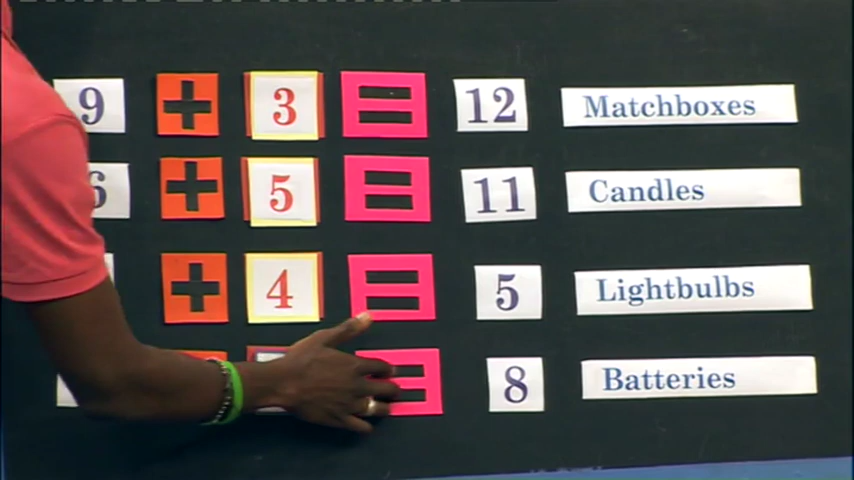 9 + 3 = 12 Matchboxes
6 + 5 = 11 Candles
+ 4 = 5 Lightbulbs
= 8 Batteries